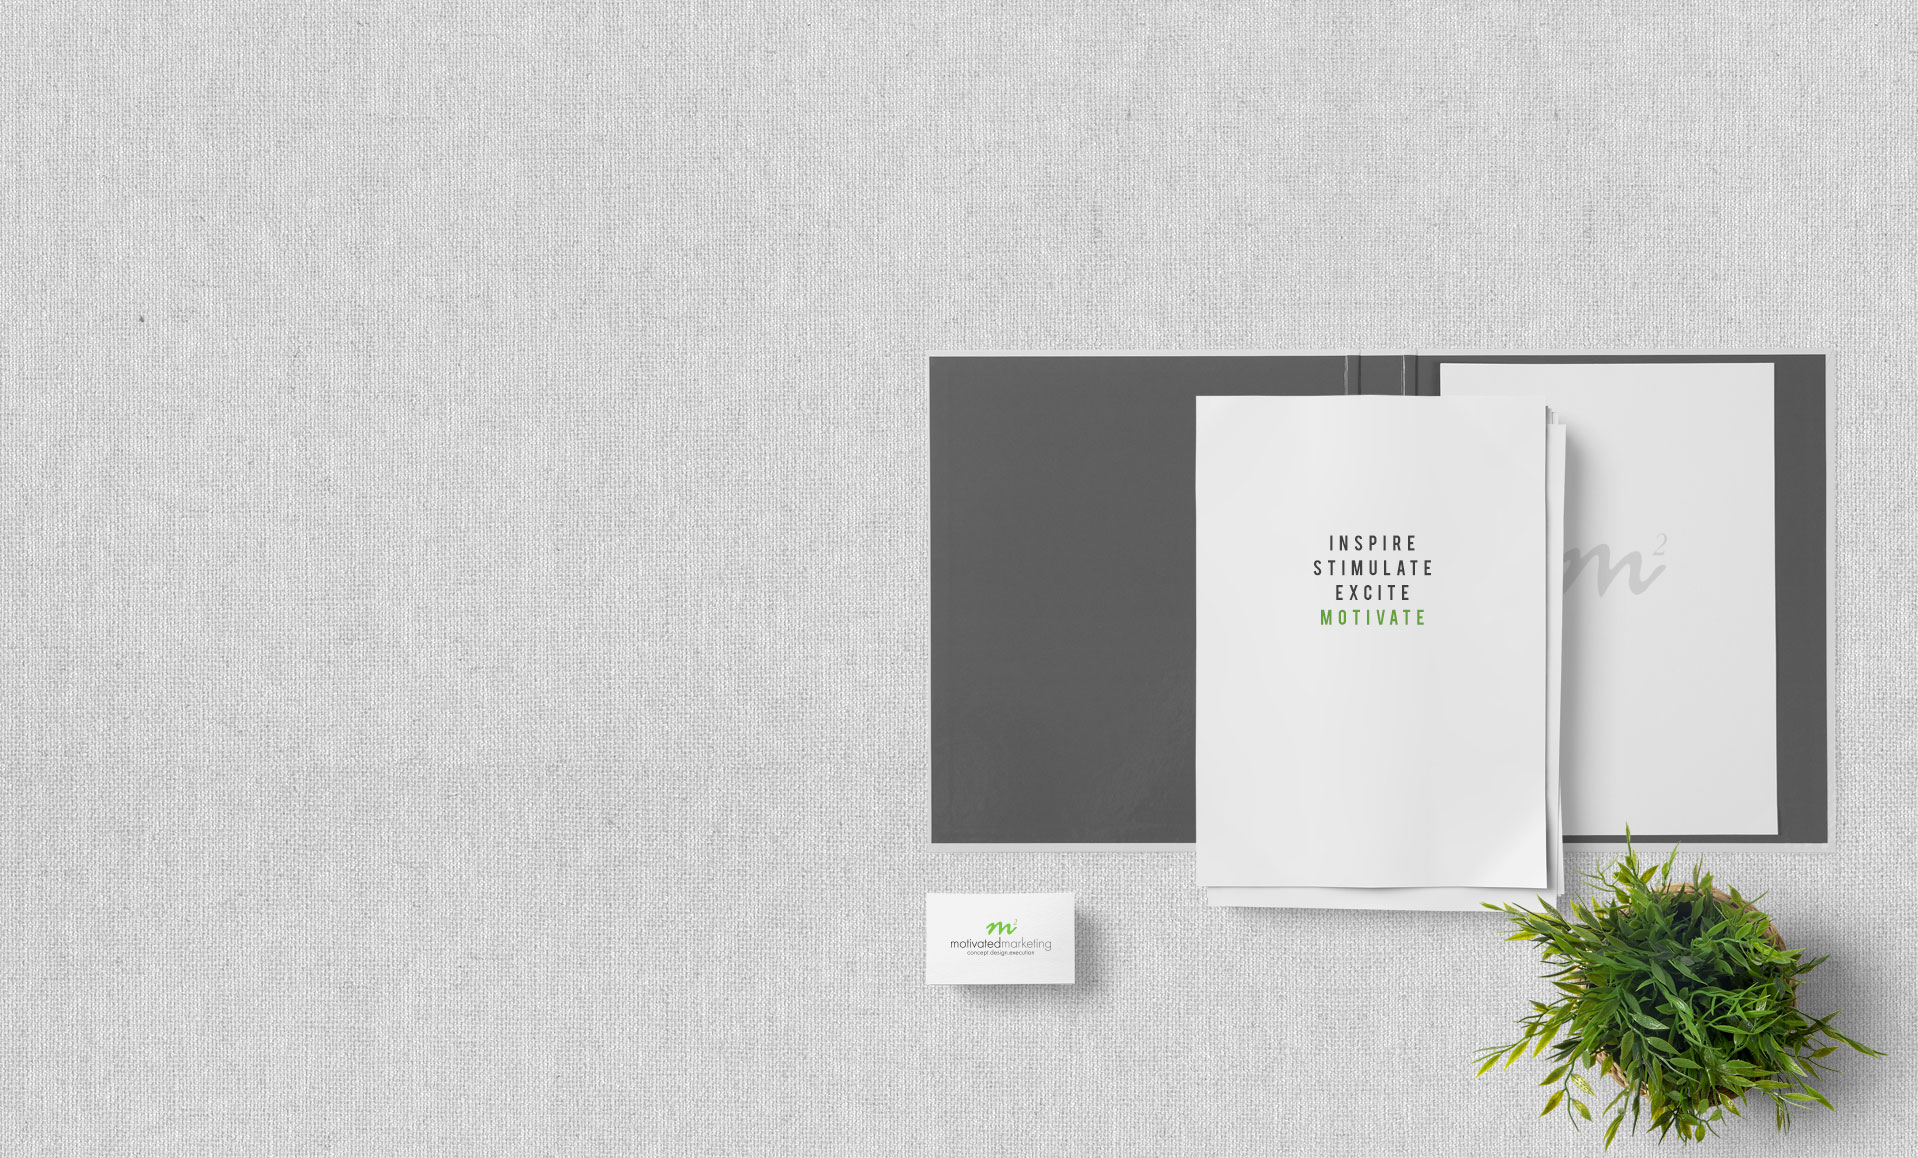 INSPIRE
STIMULATE
EXCITE
MOTIVATE
m²
m²
motivatedmarketing
concept.design.execution